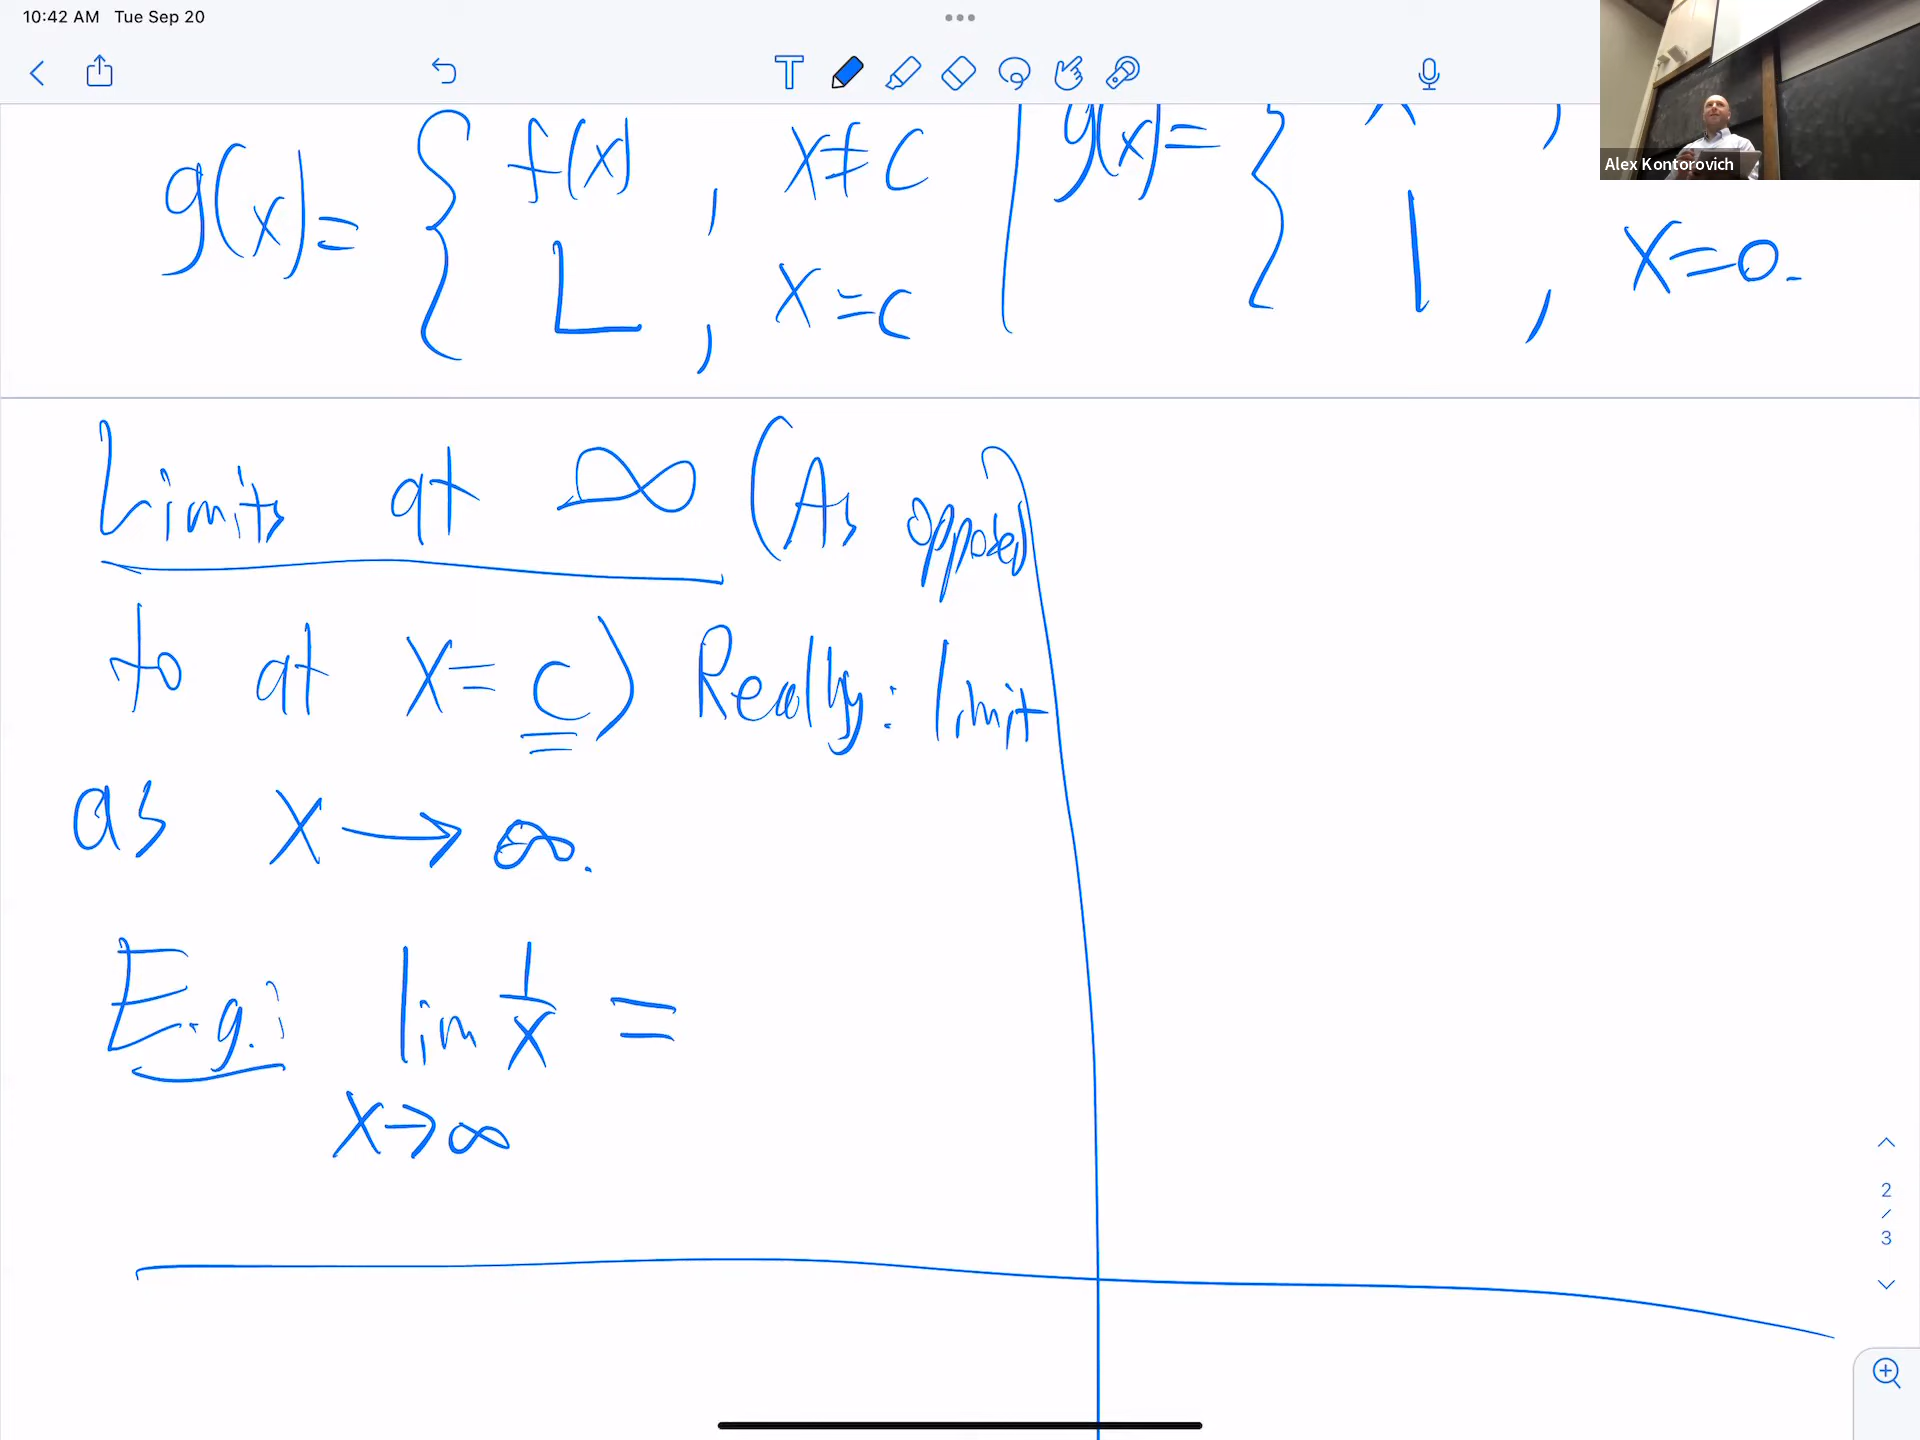 10:42 AM Tue Sep 20
Alex Kontorovich
g(x) = { f(x) , x ≠ c
L , x = c
g(x) = {
1 , x = 0.
Limits at ∞ (As opposed
to at x = c) Really: limit
as x → ∞.
E.g.: lim 1/x =
x → ∞
2
/
3